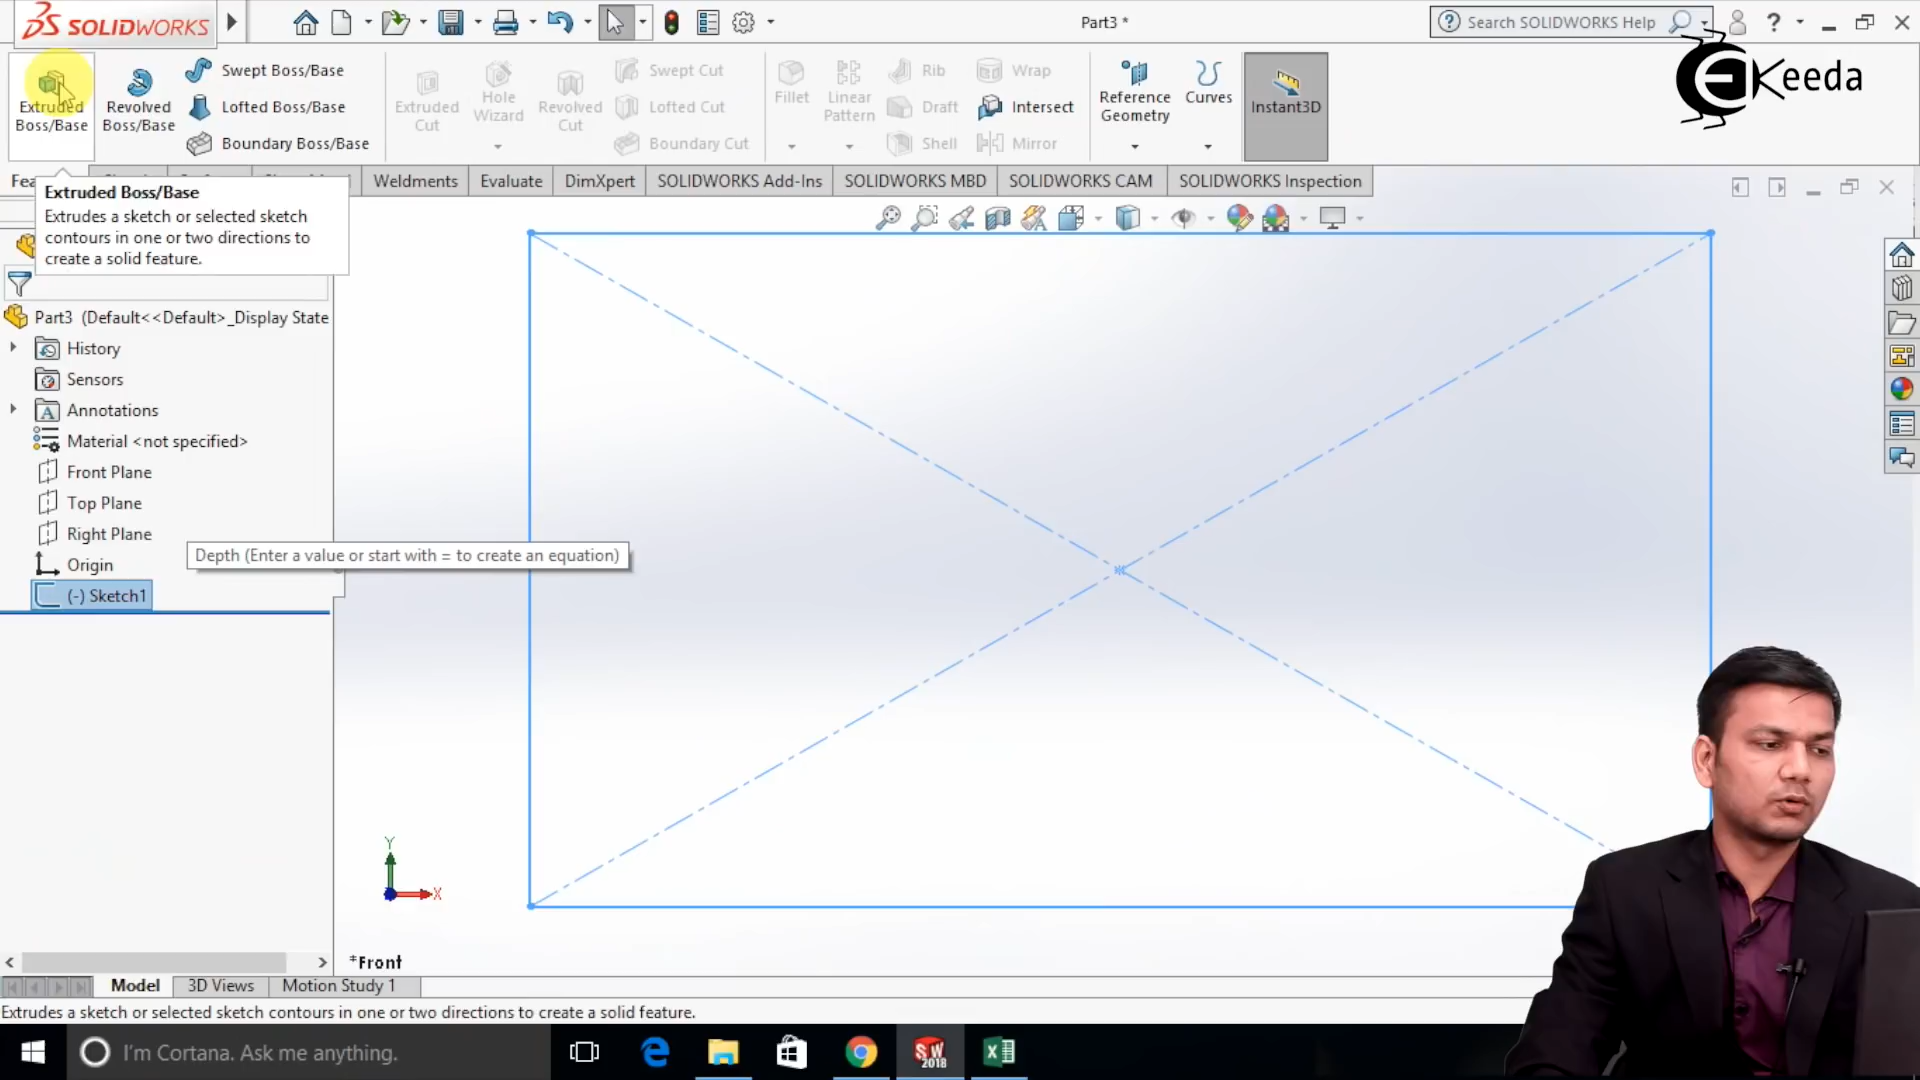 SOLIDWORKS
Part3 *
Search SOLIDWORKS Help
?
Keeda
Extruded Boss/Base
Revolved Boss/Base
Swept Boss/Base
Lofted Boss/Base
Boundary Boss/Base
Extruded Cut
Hole Wizard
Revolved Cut
Swept Cut
Lofted Cut
Boundary Cut
Fillet
Linear Pattern
Rib
Draft
Shell
Wrap
Intersect
Mirror
Reference Geometry
Curves
Instant3D
Weldments
Evaluate
DimXpert
SOLIDWORKS Add-Ins
SOLIDWORKS MBD
SOLIDWORKS CAM
SOLIDWORKS Inspection
Extruded Boss/Base
Extrudes a sketch or selected sketch
contours in one or two directions to
create a solid feature.
Part3 (Default<<Default>_Display State
History
Sensors
Annotations
Material <not specified>
Front Plane
Top Plane
Right Plane
Origin
(-) Sketch1
Depth (Enter a value or start with = to create an equation)
Y
X
*Front
Model
3D Views
Motion Study 1
Extrudes a sketch or selected sketch contours in one or two directions to create a solid feature.
I'm Cortana. Ask me anything.
SW
2018